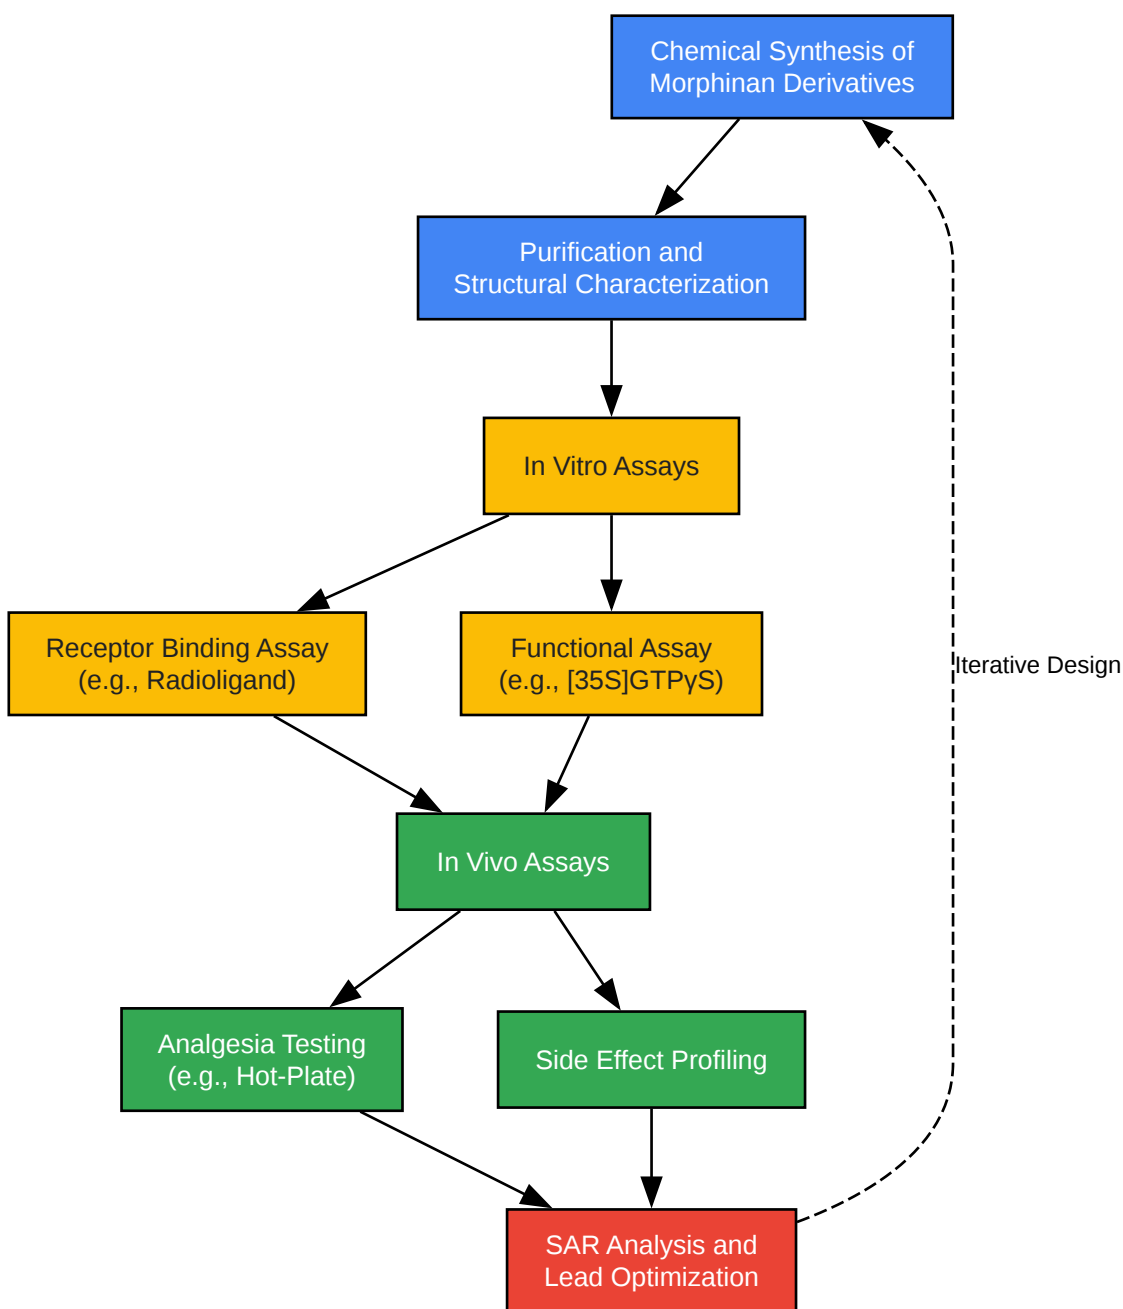 Chemical Synthesis of
Morphinan Derivatives
Purification and
Structural Characterization
In Vitro Assays
Receptor Binding Assay
(e.g., Radioligand)
Functional Assay
(e.g., [35S]GTPγS)
Iterative Design
In Vivo Assays
Analgesia Testing
(e.g., Hot-Plate)
Side Effect Profiling
SAR Analysis and
Lead Optimization